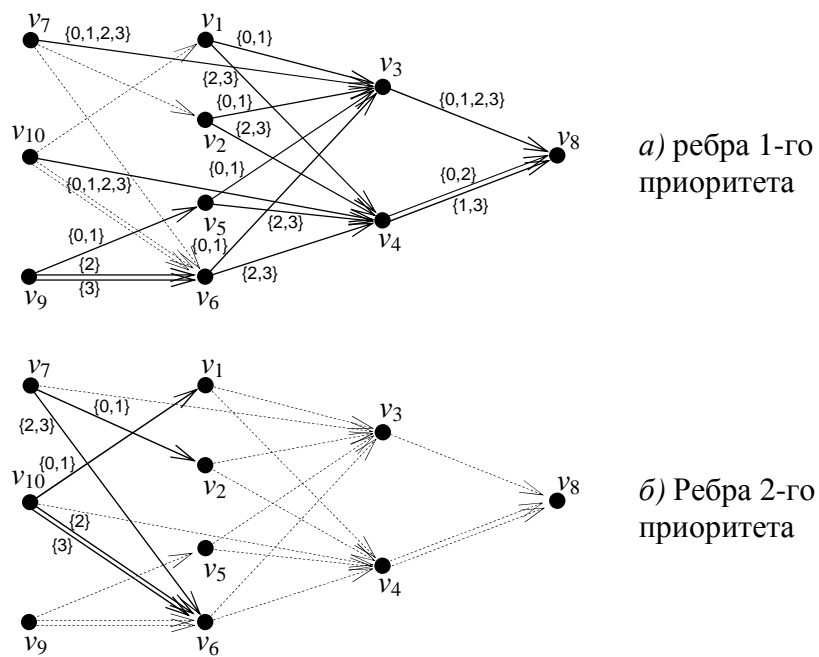 v7
v1
{0,1,2,3}
{0,1}
v3
{2,3}
{0,1}
{0,1,2,3}
v10
v2
{2,3}
v8
{0,1,2,3}
{0,1}
{0,2}
{1,3}
v5
{2,3}
v4
{0,1}
{0,1}
{2}
{3}
{2,3}
v9
v6
а) ребра 1-го
приоритета
v7
v1
{0,1}
{2,3}
v3
v10
{0,1}
v2
v8
{2}
{3}
v5
v4
v9
v6
б) Ребра 2-го
приоритета